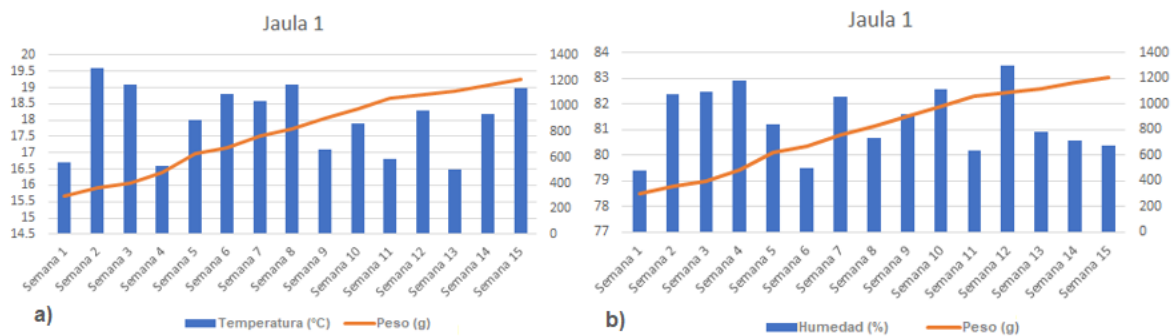 Jaula 1
20
19.5
19
18.5
18
17.5
17
16.5
16
15.5
15
14.5
1400
1200
1000
800
600
400
200
0
Semana 1
Semana 2
Semana 3
Semana 4
Semana 5
Semana 6
Semana 7
Semana 8
Semana 9
Semana 10
Semana 11
Semana 12
Semana 13
Semana 14
Semana 15
a)
Temperatura (ºC)
Peso (g)
Jaula 1
84
83
82
81
80
79
78
77
1400
1200
1000
800
600
400
200
0
Semana 1
Semana 2
Semana 3
Semana 4
Semana 5
Semana 6
Semana 7
Semana 8
Semana 9
Semana 10
Semana 11
Semana 12
Semana 13
Semana 14
Semana 15
b)
Humedad (%)
Peso (g)